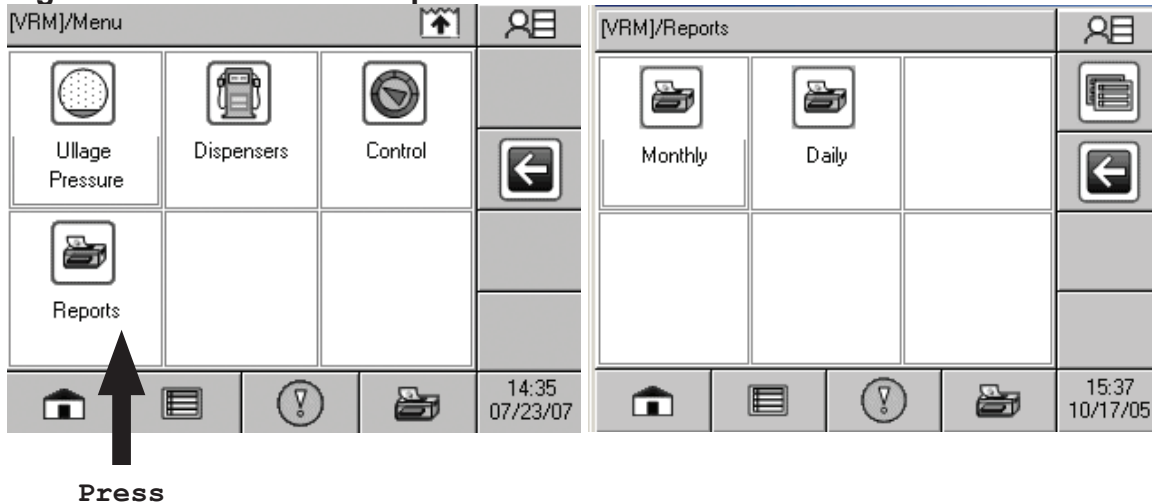 [VRM]/Menu
Ullage
Pressure
Dispensers
Control
Reports
14:35
07/23/07
Press
[VRM]/Reports
Monthly
Daily
15:37
10/17/05